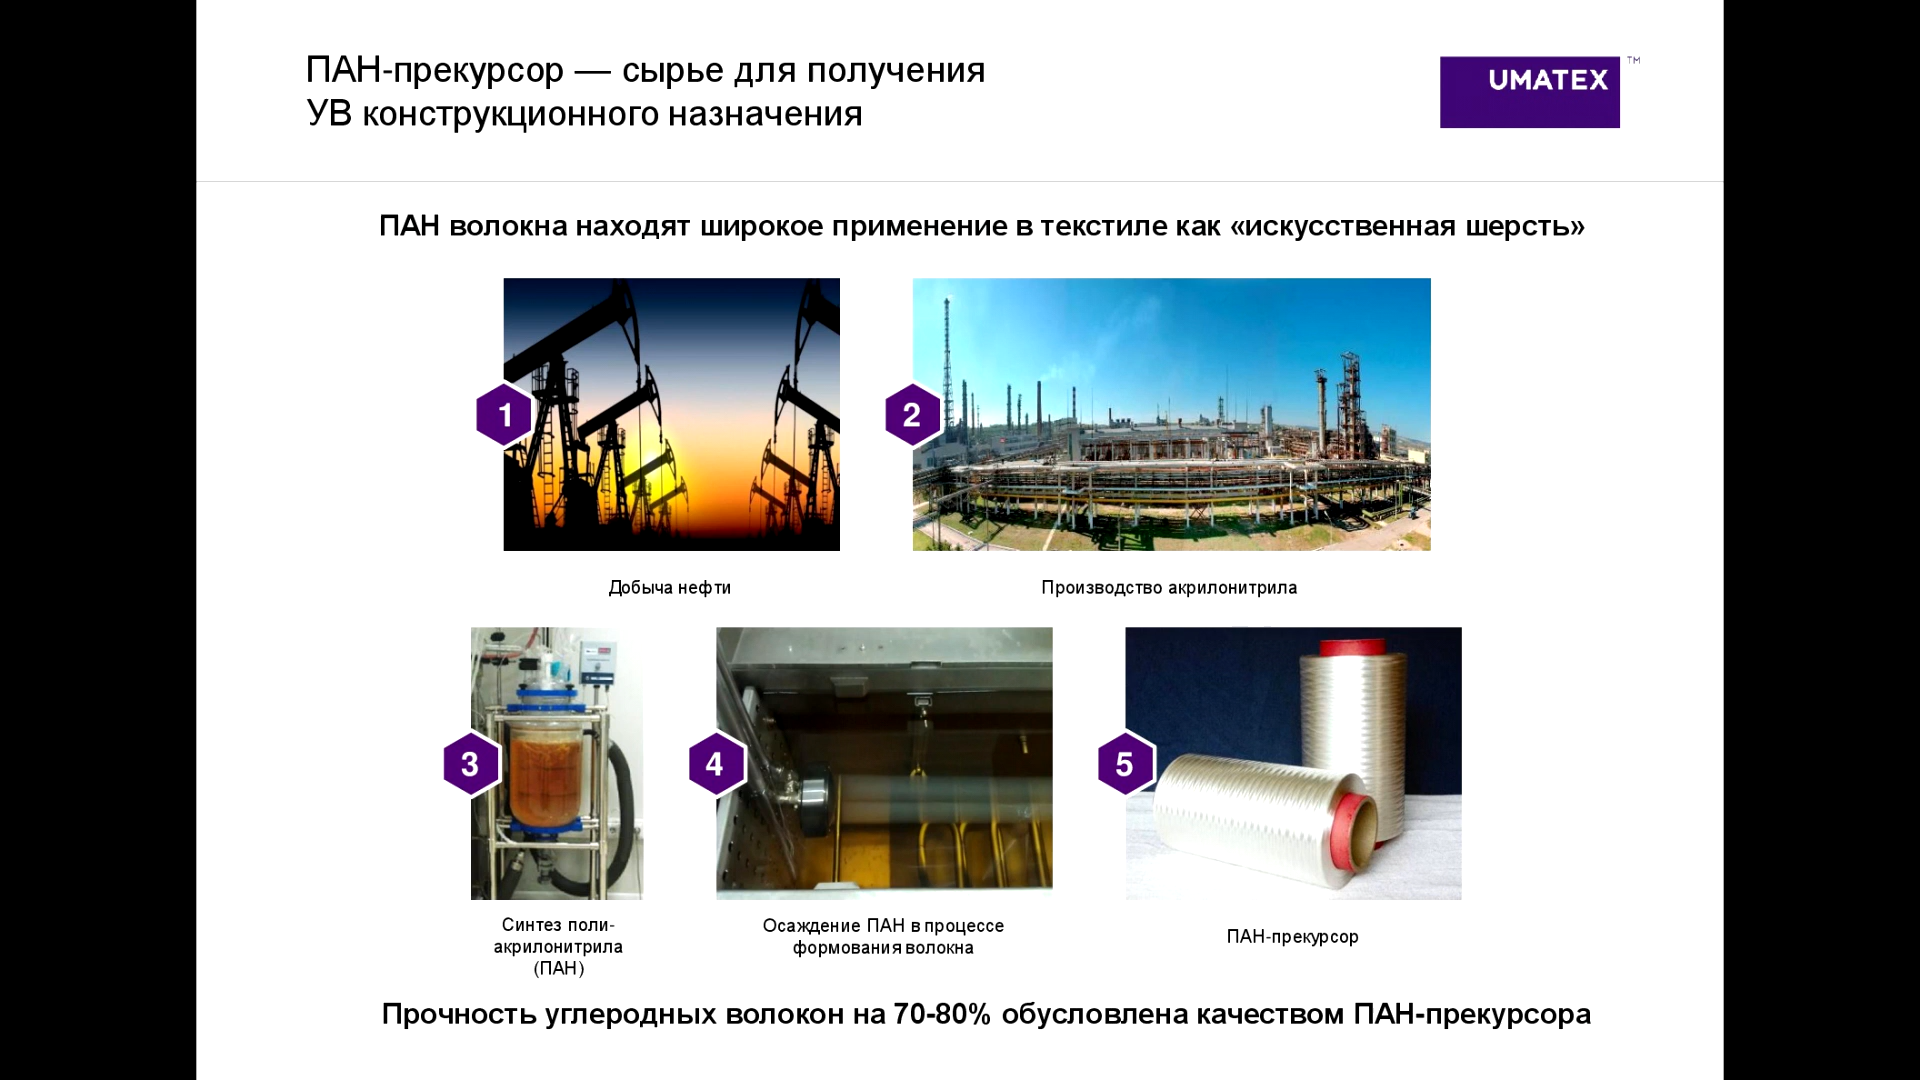 ПАН-прекурсор — сырье для получения
УВ конструкционного назначения
UMATEX ™
ПАН волокна находят широкое применение в текстиле как «искусственная шерсть»
1
2
Добыча нефти
Производство акрилонитрила
3
4
5
Синтез поли-
акрилонитрила
(ПАН)
Осаждение ПАН в процессе
формования волокна
ПАН-прекурсор
Прочность углеродных волокон на 70-80% обусловлена качеством ПАН-прекурсора